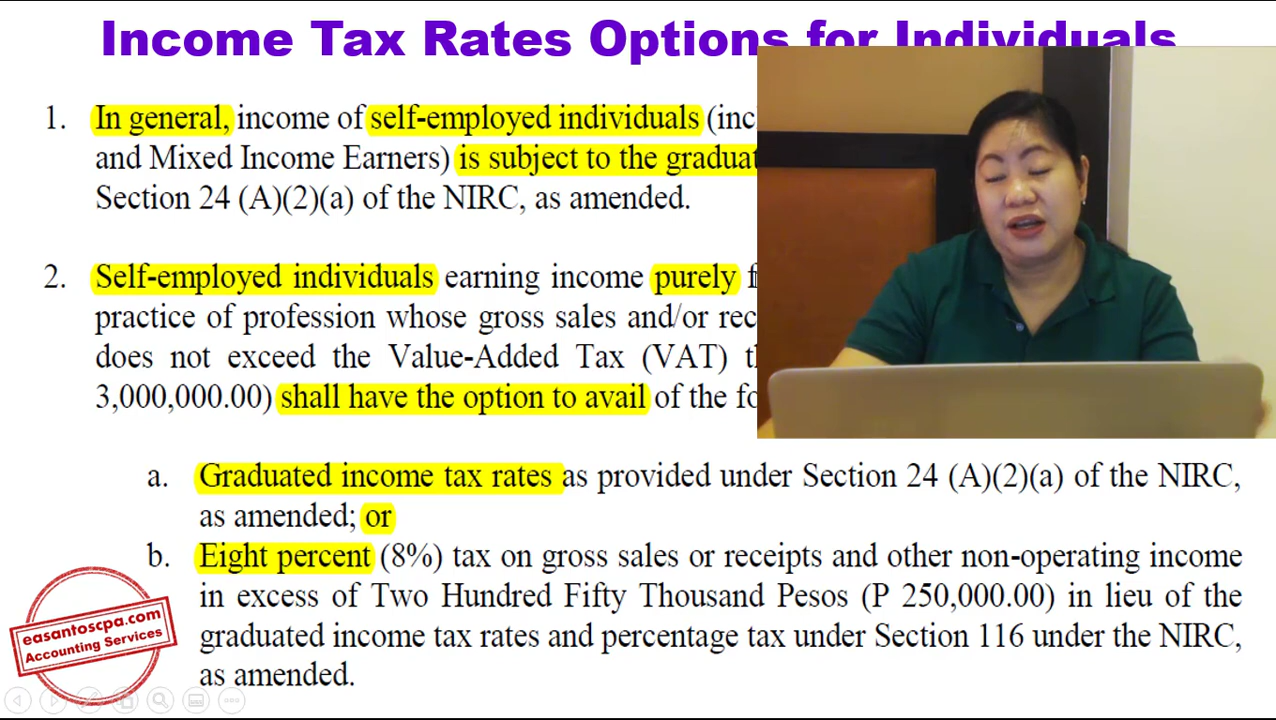 Income Tax Rates Options for Individuals
1. In general, income of self-employed individuals
and Mixed Income Earners) is subject to the
Section 24 (A)(2)(a) of the NIRC, as amended.
2. Self-employed individuals earning income purely
practice of profession whose gross sales and/or
does not exceed the Value-Added Tax (VAT)
3,000,000.00) shall have the option to avail of the
a. Graduated income tax rates as provided under Section 24 (A)(2)(a) of the NIRC,
as amended; or
b. Eight percent (8%) tax on gross sales or receipts and other non-operating income
in excess of Two Hundred Fifty Thousand Pesos (P 250,000.00) in lieu of the
graduated income tax rates and percentage tax under Section 116 under the NIRC,
as amended.
easantoscpa.com
Accounting Services